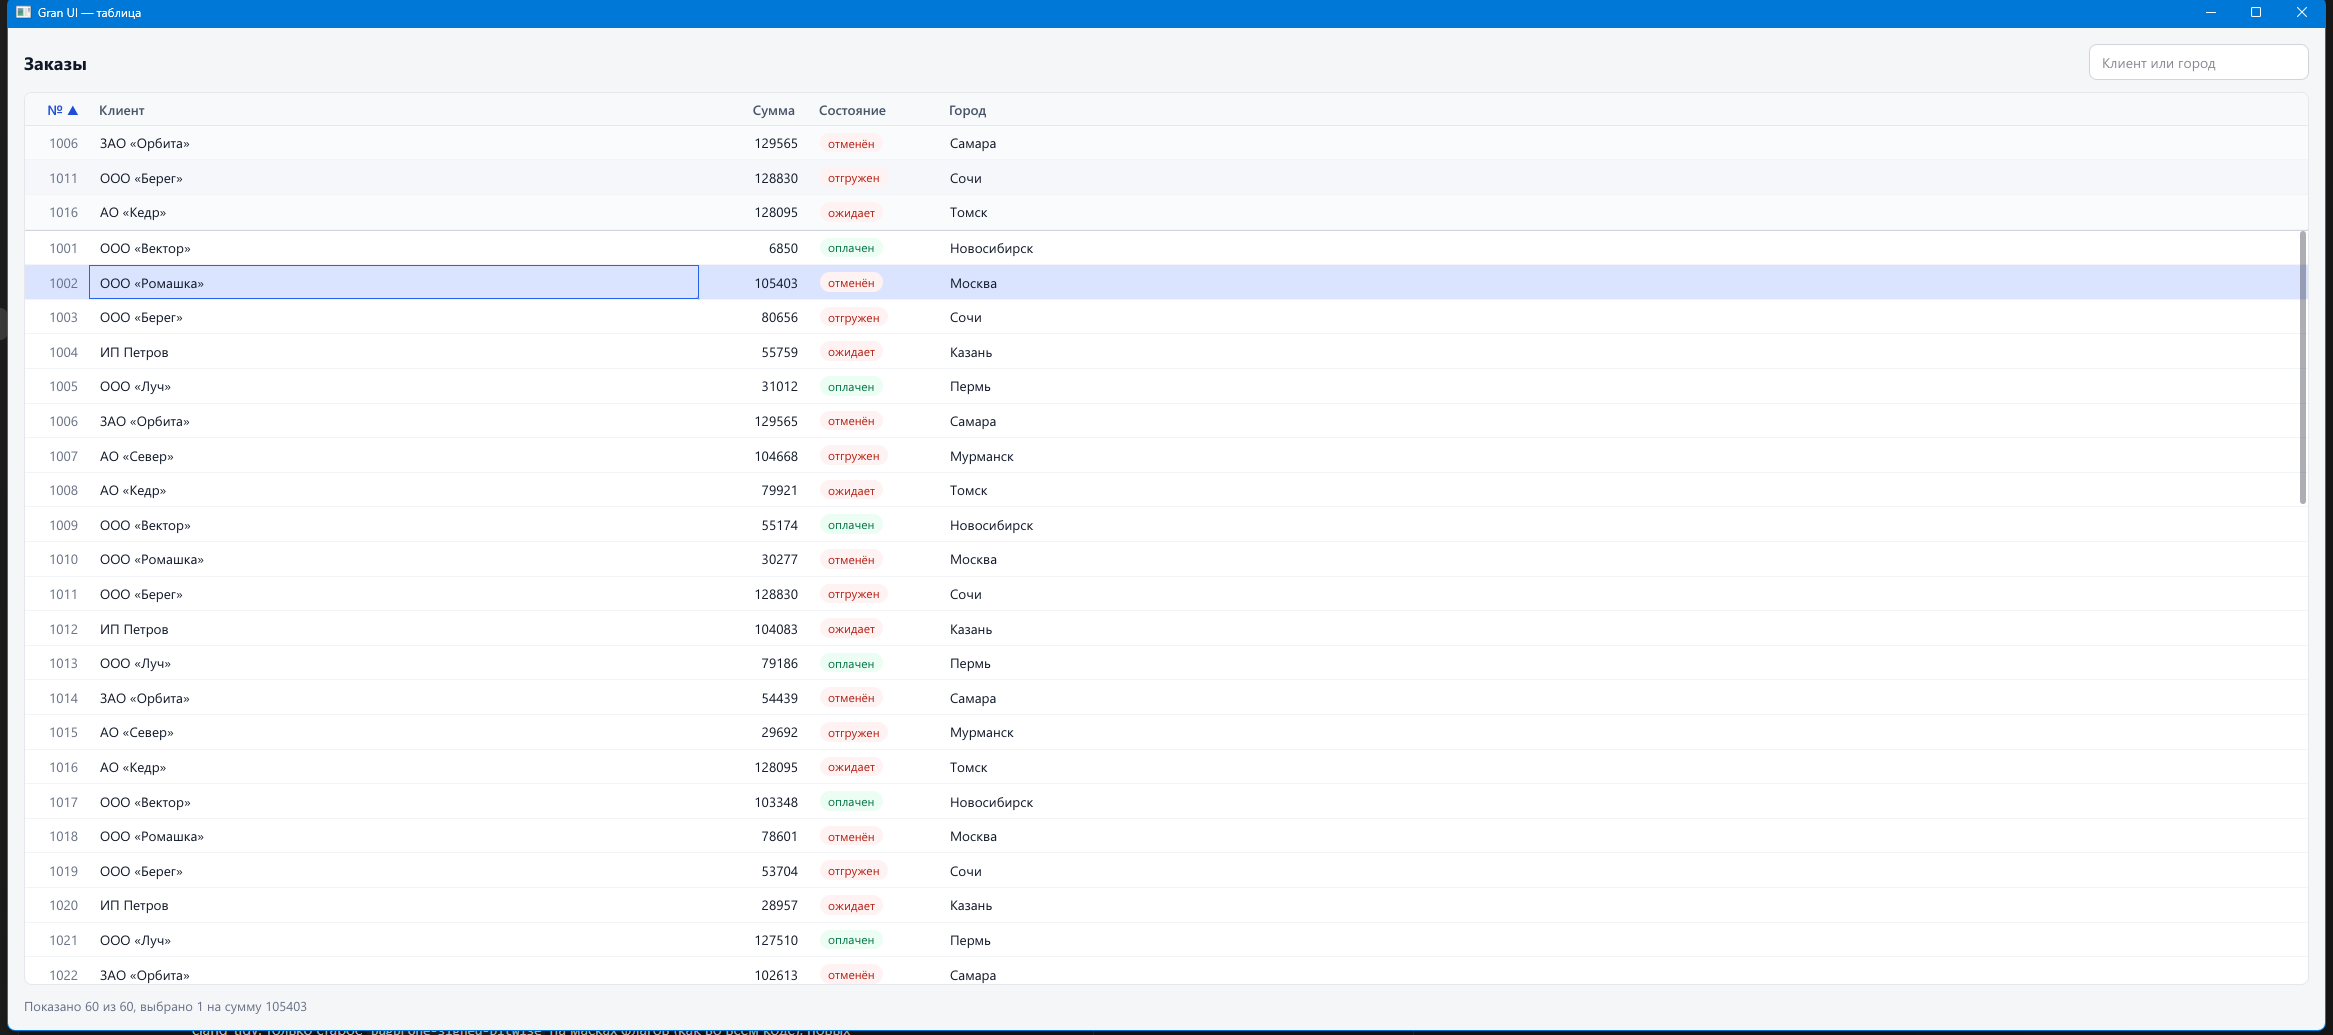 Gran UI — таблица
Заказы
Клиент или город
№ ▲ Клиент Сумма Состояние Город
1006 ЗАО «Орбита» 129565 отменён Самара
1011 ООО «Берег» 128830 отгружен Сочи
1016 АО «Кедр» 128095 ожидает Томск
1001 ООО «Вектор» 6850 оплачен Новосибирск
1002 ООО «Ромашка» 105403 отменён Москва
1003 ООО «Берег» 80656 отгружен Сочи
1004 ИП Петров 55759 ожидает Казань
1005 ООО «Луч» 31012 оплачен Пермь
1006 ЗАО «Орбита» 129565 отменён Самара
1007 АО «Север» 104668 отгружен Мурманск
1008 АО «Кедр» 79921 ожидает Томск
1009 ООО «Вектор» 55174 оплачен Новосибирск
1010 ООО «Ромашка» 30277 отменён Москва
1011 ООО «Берег» 128830 отгружен Сочи
1012 ИП Петров 104083 ожидает Казань
1013 ООО «Луч» 79186 оплачен Пермь
1014 ЗАО «Орбита» 54439 отменён Самара
1015 АО «Север» 29692 отгружен Мурманск
1016 АО «Кедр» 128095 ожидает Томск
1017 ООО «Вектор» 103348 оплачен Новосибирск
1018 ООО «Ромашка» 78601 отменён Москва
1019 ООО «Берег» 53704 отгружен Сочи
1020 ИП Петров 28957 ожидает Казань
1021 ООО «Луч» 127510 оплачен Пермь
1022 ЗАО «Орбита» 102613 отменён Самара
Показано 60 из 60, выбрано 1 на сумму 105403